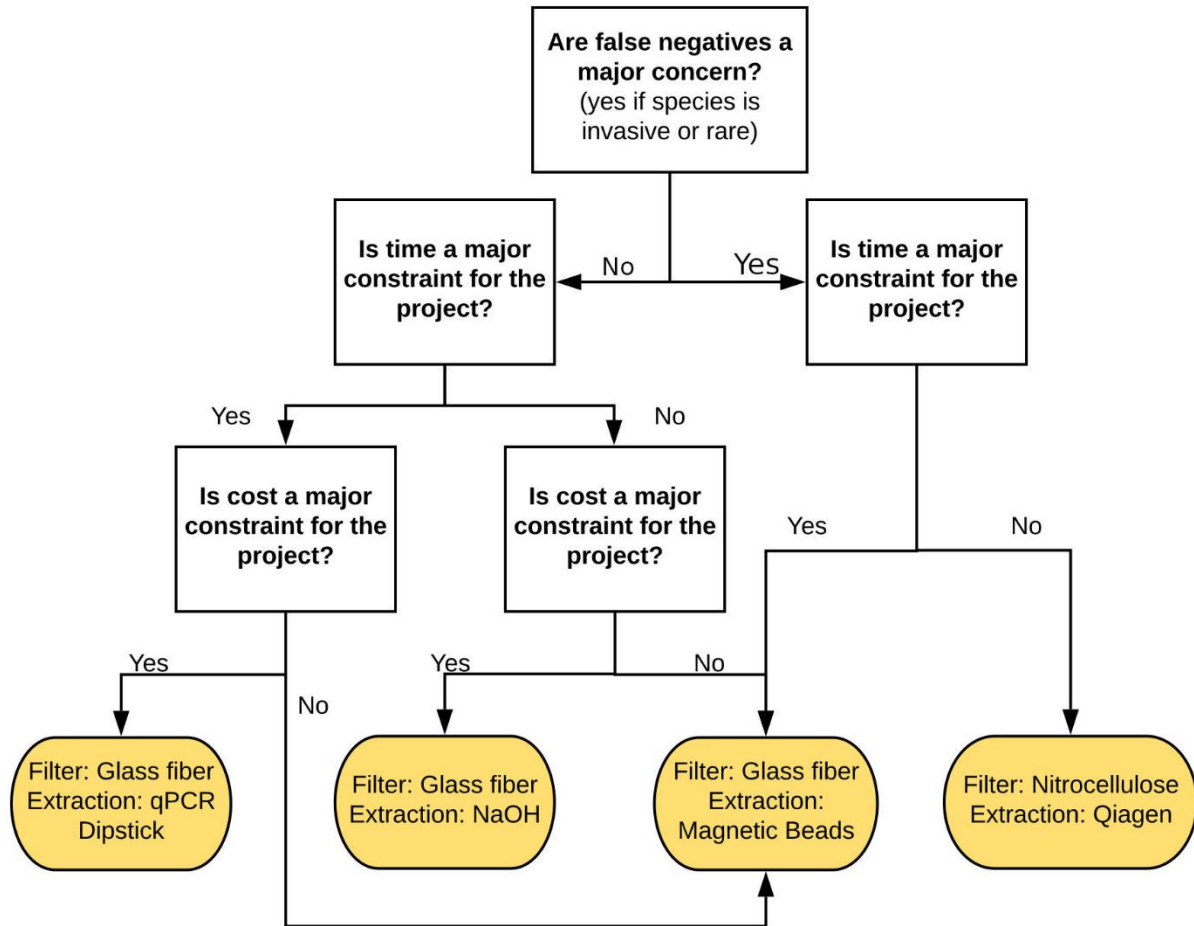 Are false negatives a
major concern?
(yes if species is
invasive or rare)
Is time a major
constraint for the
project?
No
Yes
Is time a major
constraint for the
project?
Yes
No
Is cost a major
constraint for the
project?
Is cost a major
constraint for the
project?
Yes
No
Yes
No
Yes
No
Filter: Glass fiber
Extraction: qPCR
Dipstick
Filter: Glass fiber
Extraction: NaOH
Filter: Glass fiber
Extraction:
Magnetic Beads
Filter: Nitrocellulose
Extraction: Qiagen